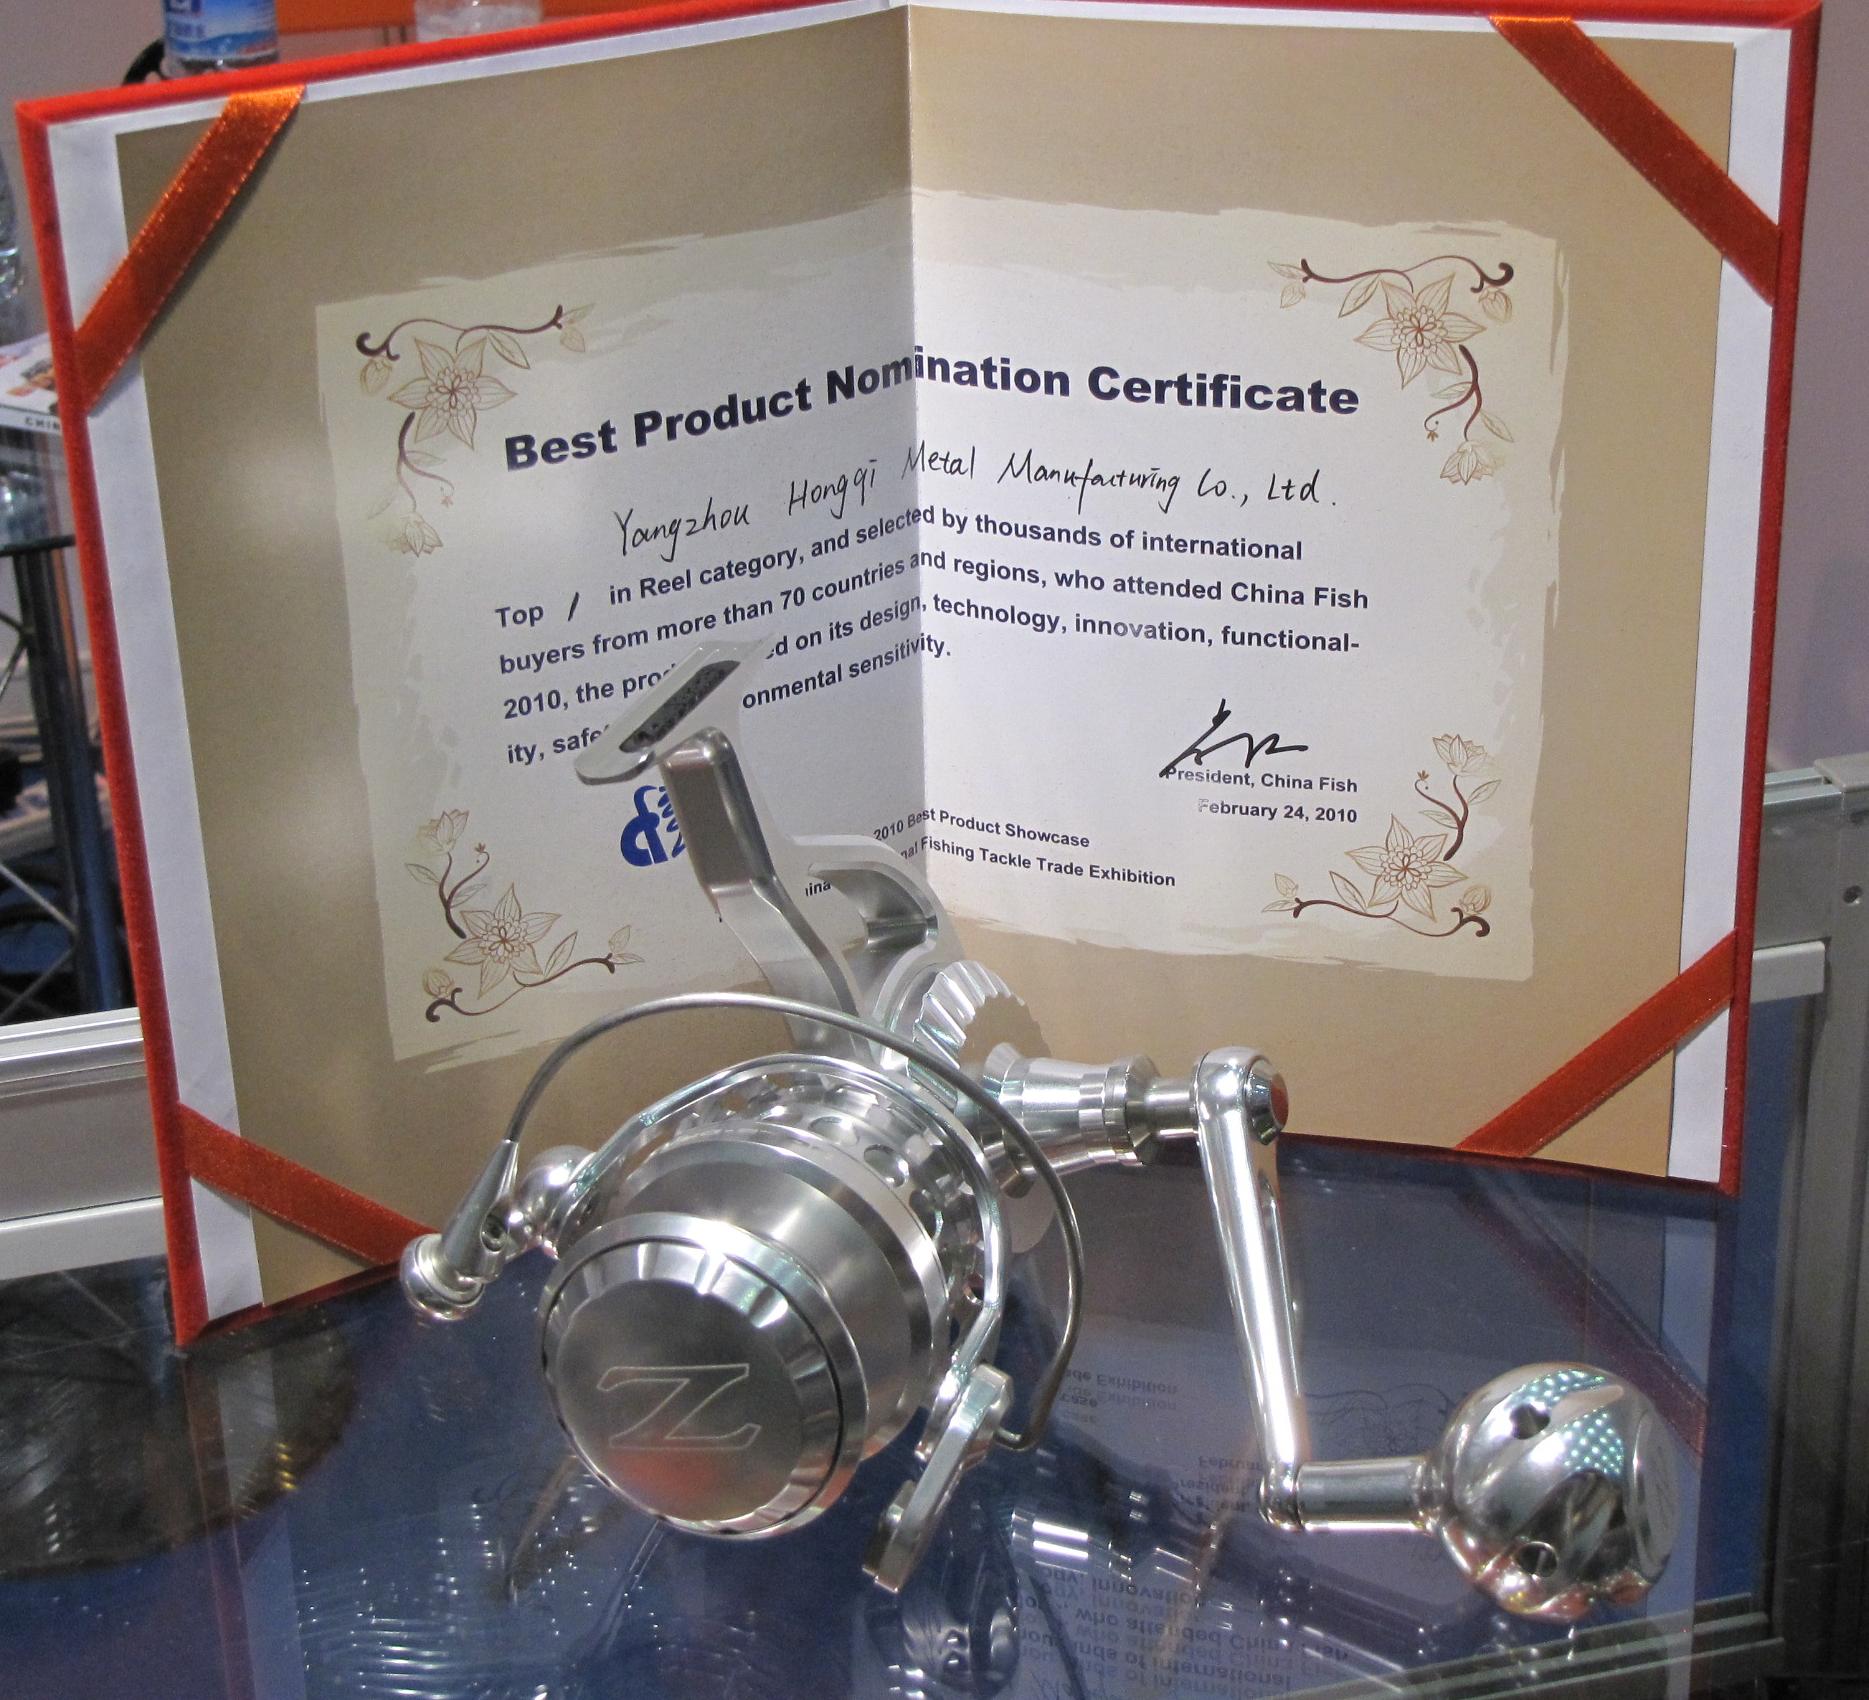 Best Product Nomination Certificate
Yangzhou Hongqi Metal Manufacturing Co., Ltd.
Top 1 in Reel category, and selected by thousands of international
buyers from more than 70 countries and regions, who attended China Fish
2010, the ed on its design, technology, innovation, functional-
ity, onmental sensitivity.
President, China Fish
February 24, 2010
2010 Best Product Showcase
Fishing Tackle Trade Exhibition
Z